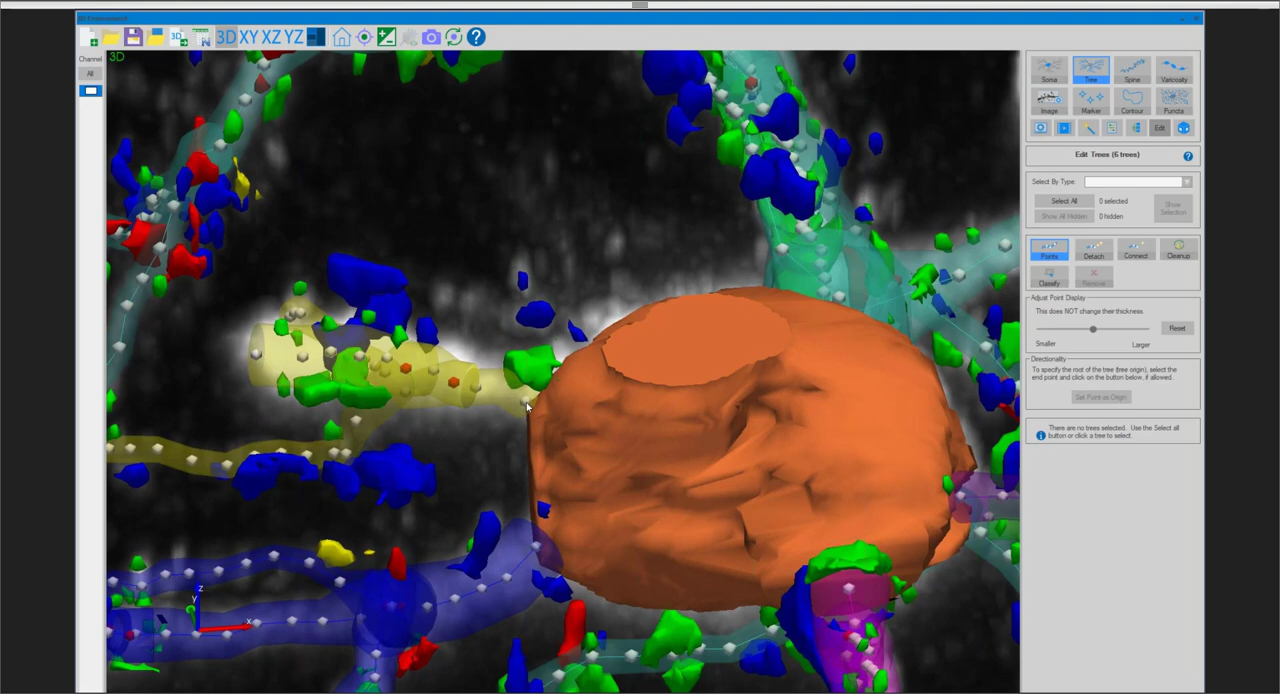 3D Environment
3D XY XZ YZ
Channel
All
3D
Soma
Tree
Spine
Varicosity
Image
Marker
Contour
Puncta
Edit
Edit Trees (6 trees)
Select By Type:
Select All
0 selected
Show All Hidden
0 hidden
Show
Selection
Points
Detach
Connect
Cleanup
Classify
Remove
Adjust Point Display
This does NOT change their thickness.
Reset
Smaller
Larger
Directionality
To specify the root of the tree (tree origin), select the
end point and click on the button below, if allowed.
Set Point as Origin
There are no trees selected. Use the Select all
button or click a tree to select.
Z
Y
X